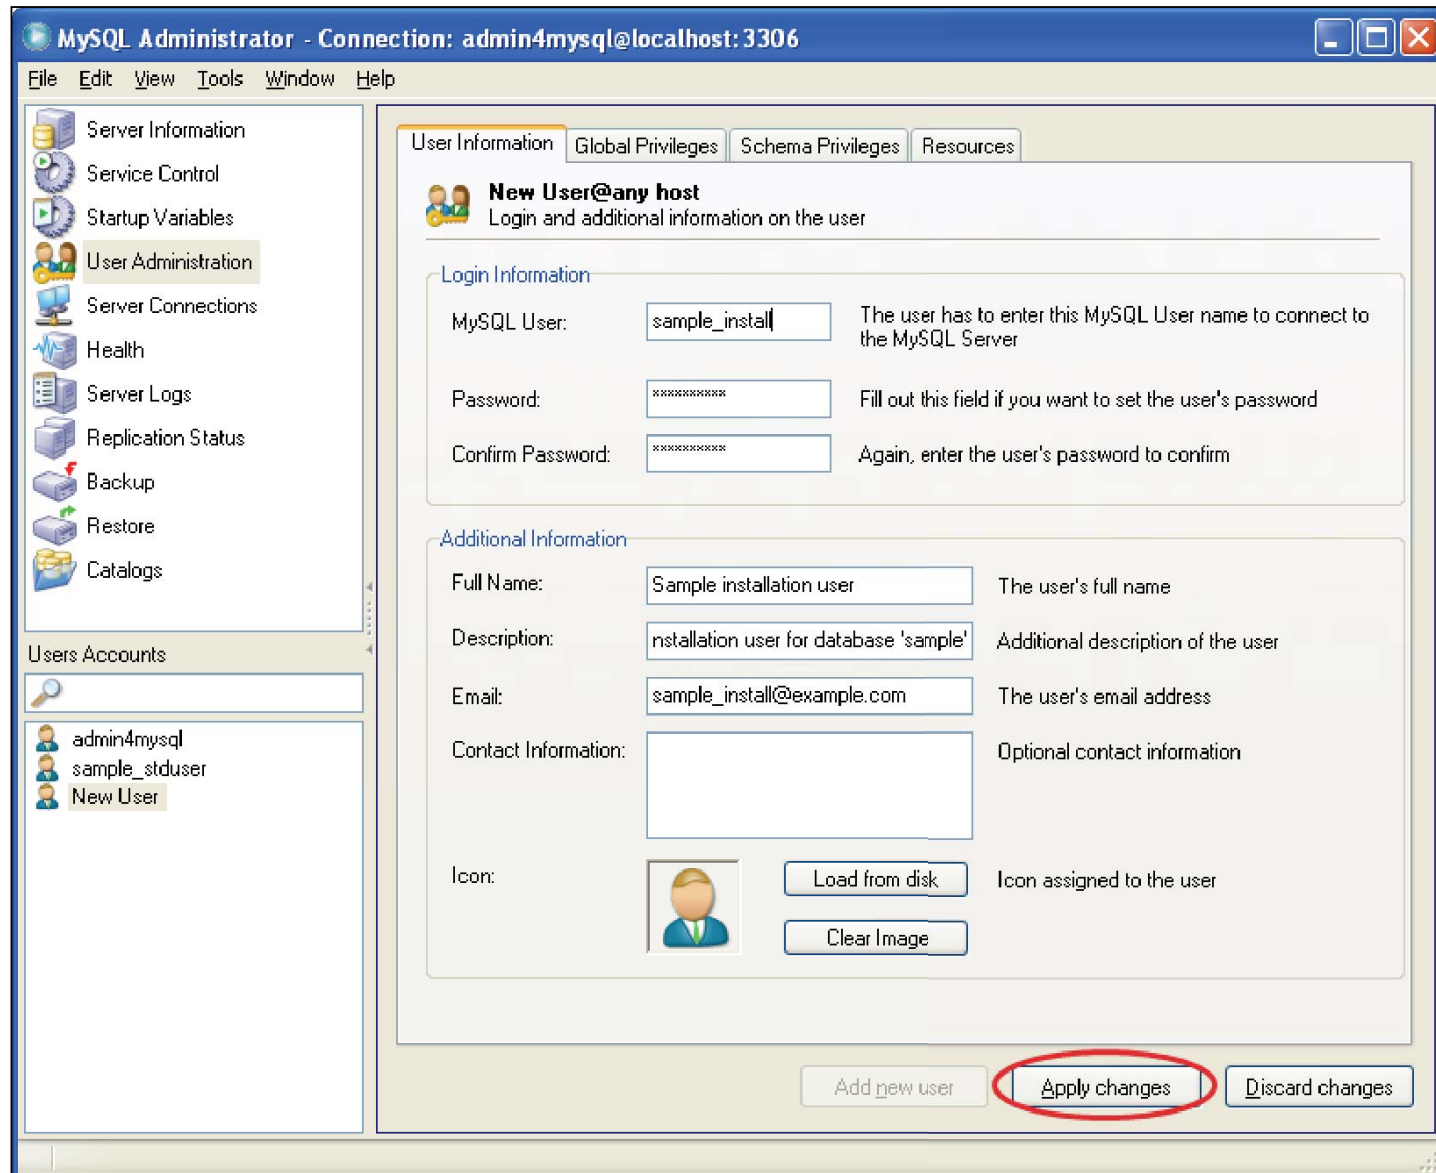 MySQL Administrator - Connection: admin4mysql@localhost:3306
File Edit View Tools Window Help
Server Information
Service Control
Startup Variables
User Administration
Server Connections
Health
Server Logs
Replication Status
Backup
Restore
Catalogs
Users Accounts
admin4mysql
sample_stduser
New User
User Information Global Privileges Schema Privileges Resources
New User@any host
Login and additional information on the user
Login Information
MySQL User: sample_install The user has to enter this MySQL User name to connect to
the MySQL Server
Password: ********** Fill out this field if you want to set the user's password
Confirm Password: ********** Again, enter the user's password to confirm
Additional Information
Full Name: Sample installation user The user's full name
Description: nstallation user for database 'sample' Additional description of the user
Email: sample_install@example.com The user's email address
Contact Information: Optional contact information
Icon: Load from disk Icon assigned to the user
Clear Image
Add new user Apply changes Discard changes